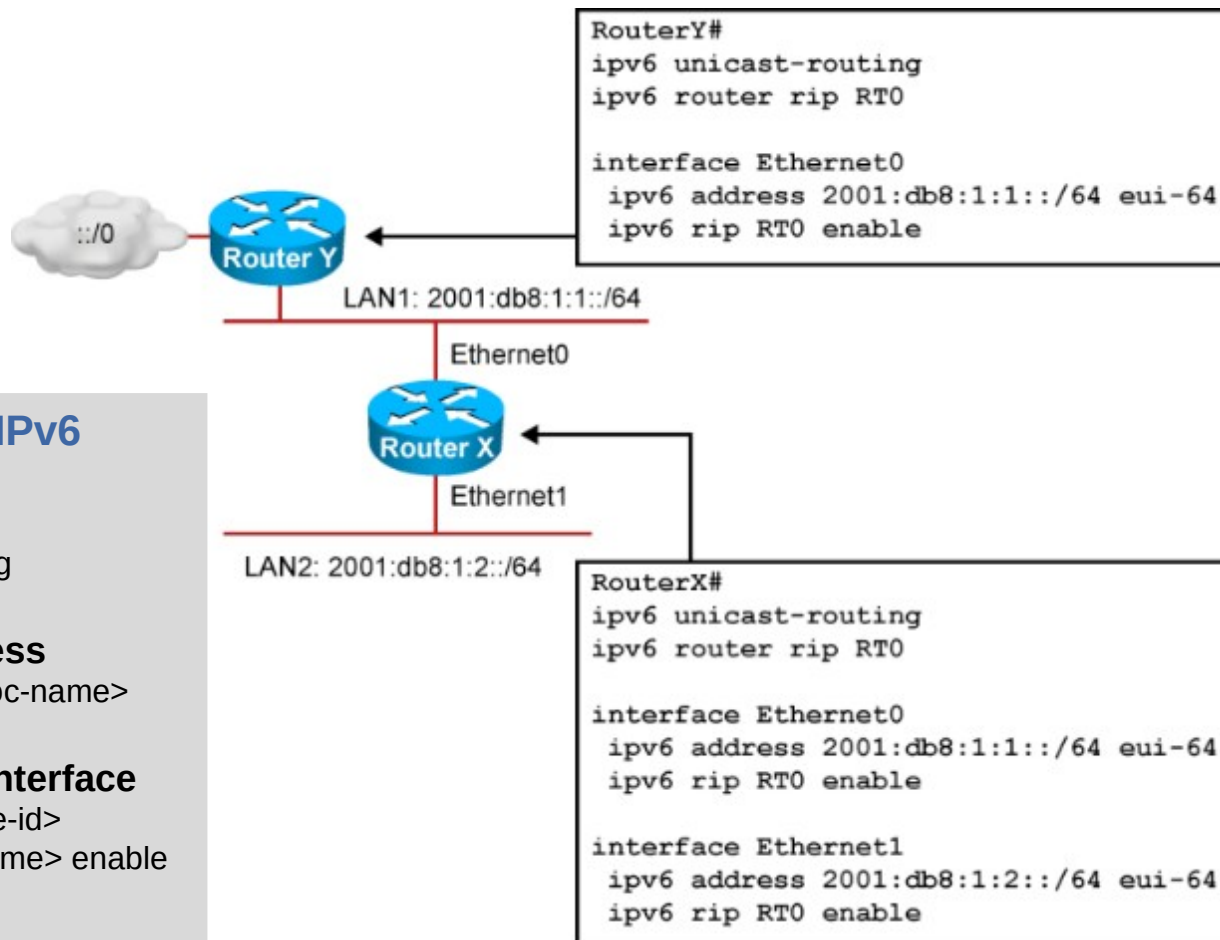 RouterY#
ipv6 unicast-routing
ipv6 router rip RT0
interface Ethernet0
ipv6 address 2001:db8:1:1::/64 eui-64
ipv6 rip RT0 enable
::/0
Router Y
LAN1: 2001:db8:1:1::/64
Ethernet0
Router X
Ethernet1
LAN2: 2001:db8:1:2::/64
IPv6
ess
oc-name>
nterface
e-id>
me> enable
RouterX#
ipv6 unicast-routing
ipv6 router rip RT0
interface Ethernet0
ipv6 address 2001:db8:1:1::/64 eui-64
ipv6 rip RT0 enable
interface Ethernet1
ipv6 address 2001:db8:1:2::/64 eui-64
ipv6 rip RT0 enable